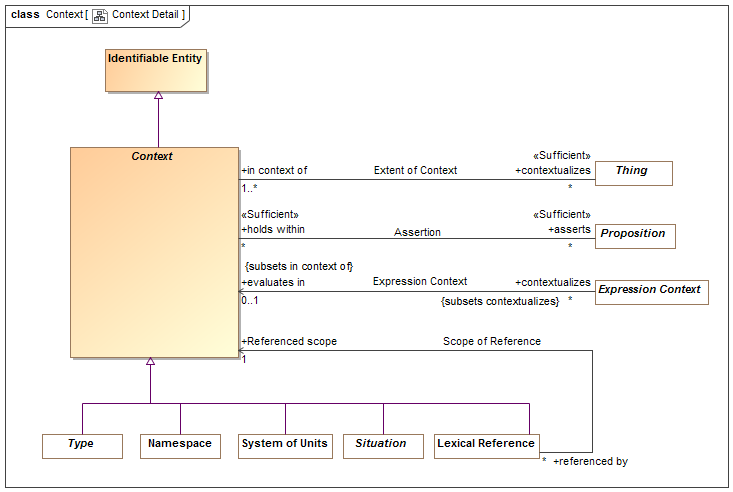 class Context [ Context Detail ]
Identifiable Entity
Context
«Sufficient»
+in context of Extent of Context +contextualizes
1..* *
Thing
«Sufficient» «Sufficient»
+holds within Assertion +asserts
* *
Proposition
{subsets in context of}
+evaluates in Expression Context +contextualizes
0..1 {subsets contextualizes} *
Expression Context
+Referenced scope Scope of Reference
1
Type
Namespace
System of Units
Situation
Lexical Reference
* +referenced by